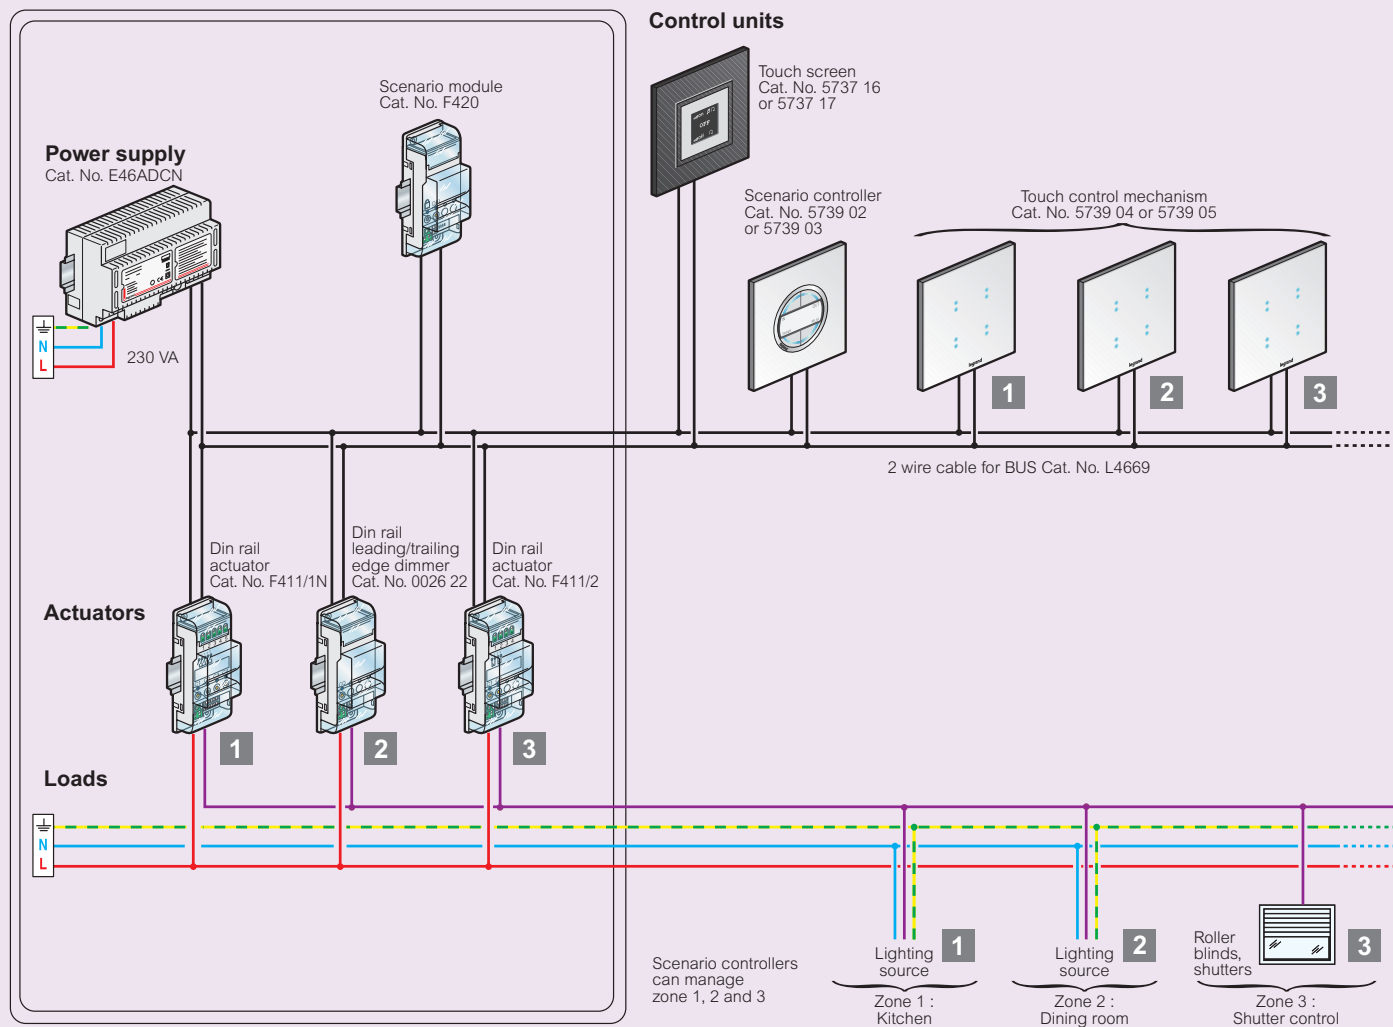 Control units
Touch screen
Cat. No. 5737 16
or 5737 17
Scenario module
Cat. No. F420
Power supply
Cat. No. E46ADCN
N
L
230 VA
OFF
Scenario controller
Cat. No. 5739 02
or 5739 03
Touch control mechanism
Cat. No. 5739 04 or 5739 05
legrand
legrand
legrand
1
2
3
2 wire cable for BUS Cat. No. L4669
Din rail
actuator
Cat. No. F411/1N
Din rail
leading/trailing
edge dimmer
Cat. No. 0026 22
Din rail
actuator
Cat. No. F411/2
Actuators
1
2
3
Loads
N
L
Scenario controllers
can manage
zone 1, 2 and 3
Lighting
source
1
Zone 1 :
Kitchen
Lighting
source
2
Zone 2 :
Dining room
Roller
blinds,
shutters
3
Zone 3 :
Shutter control